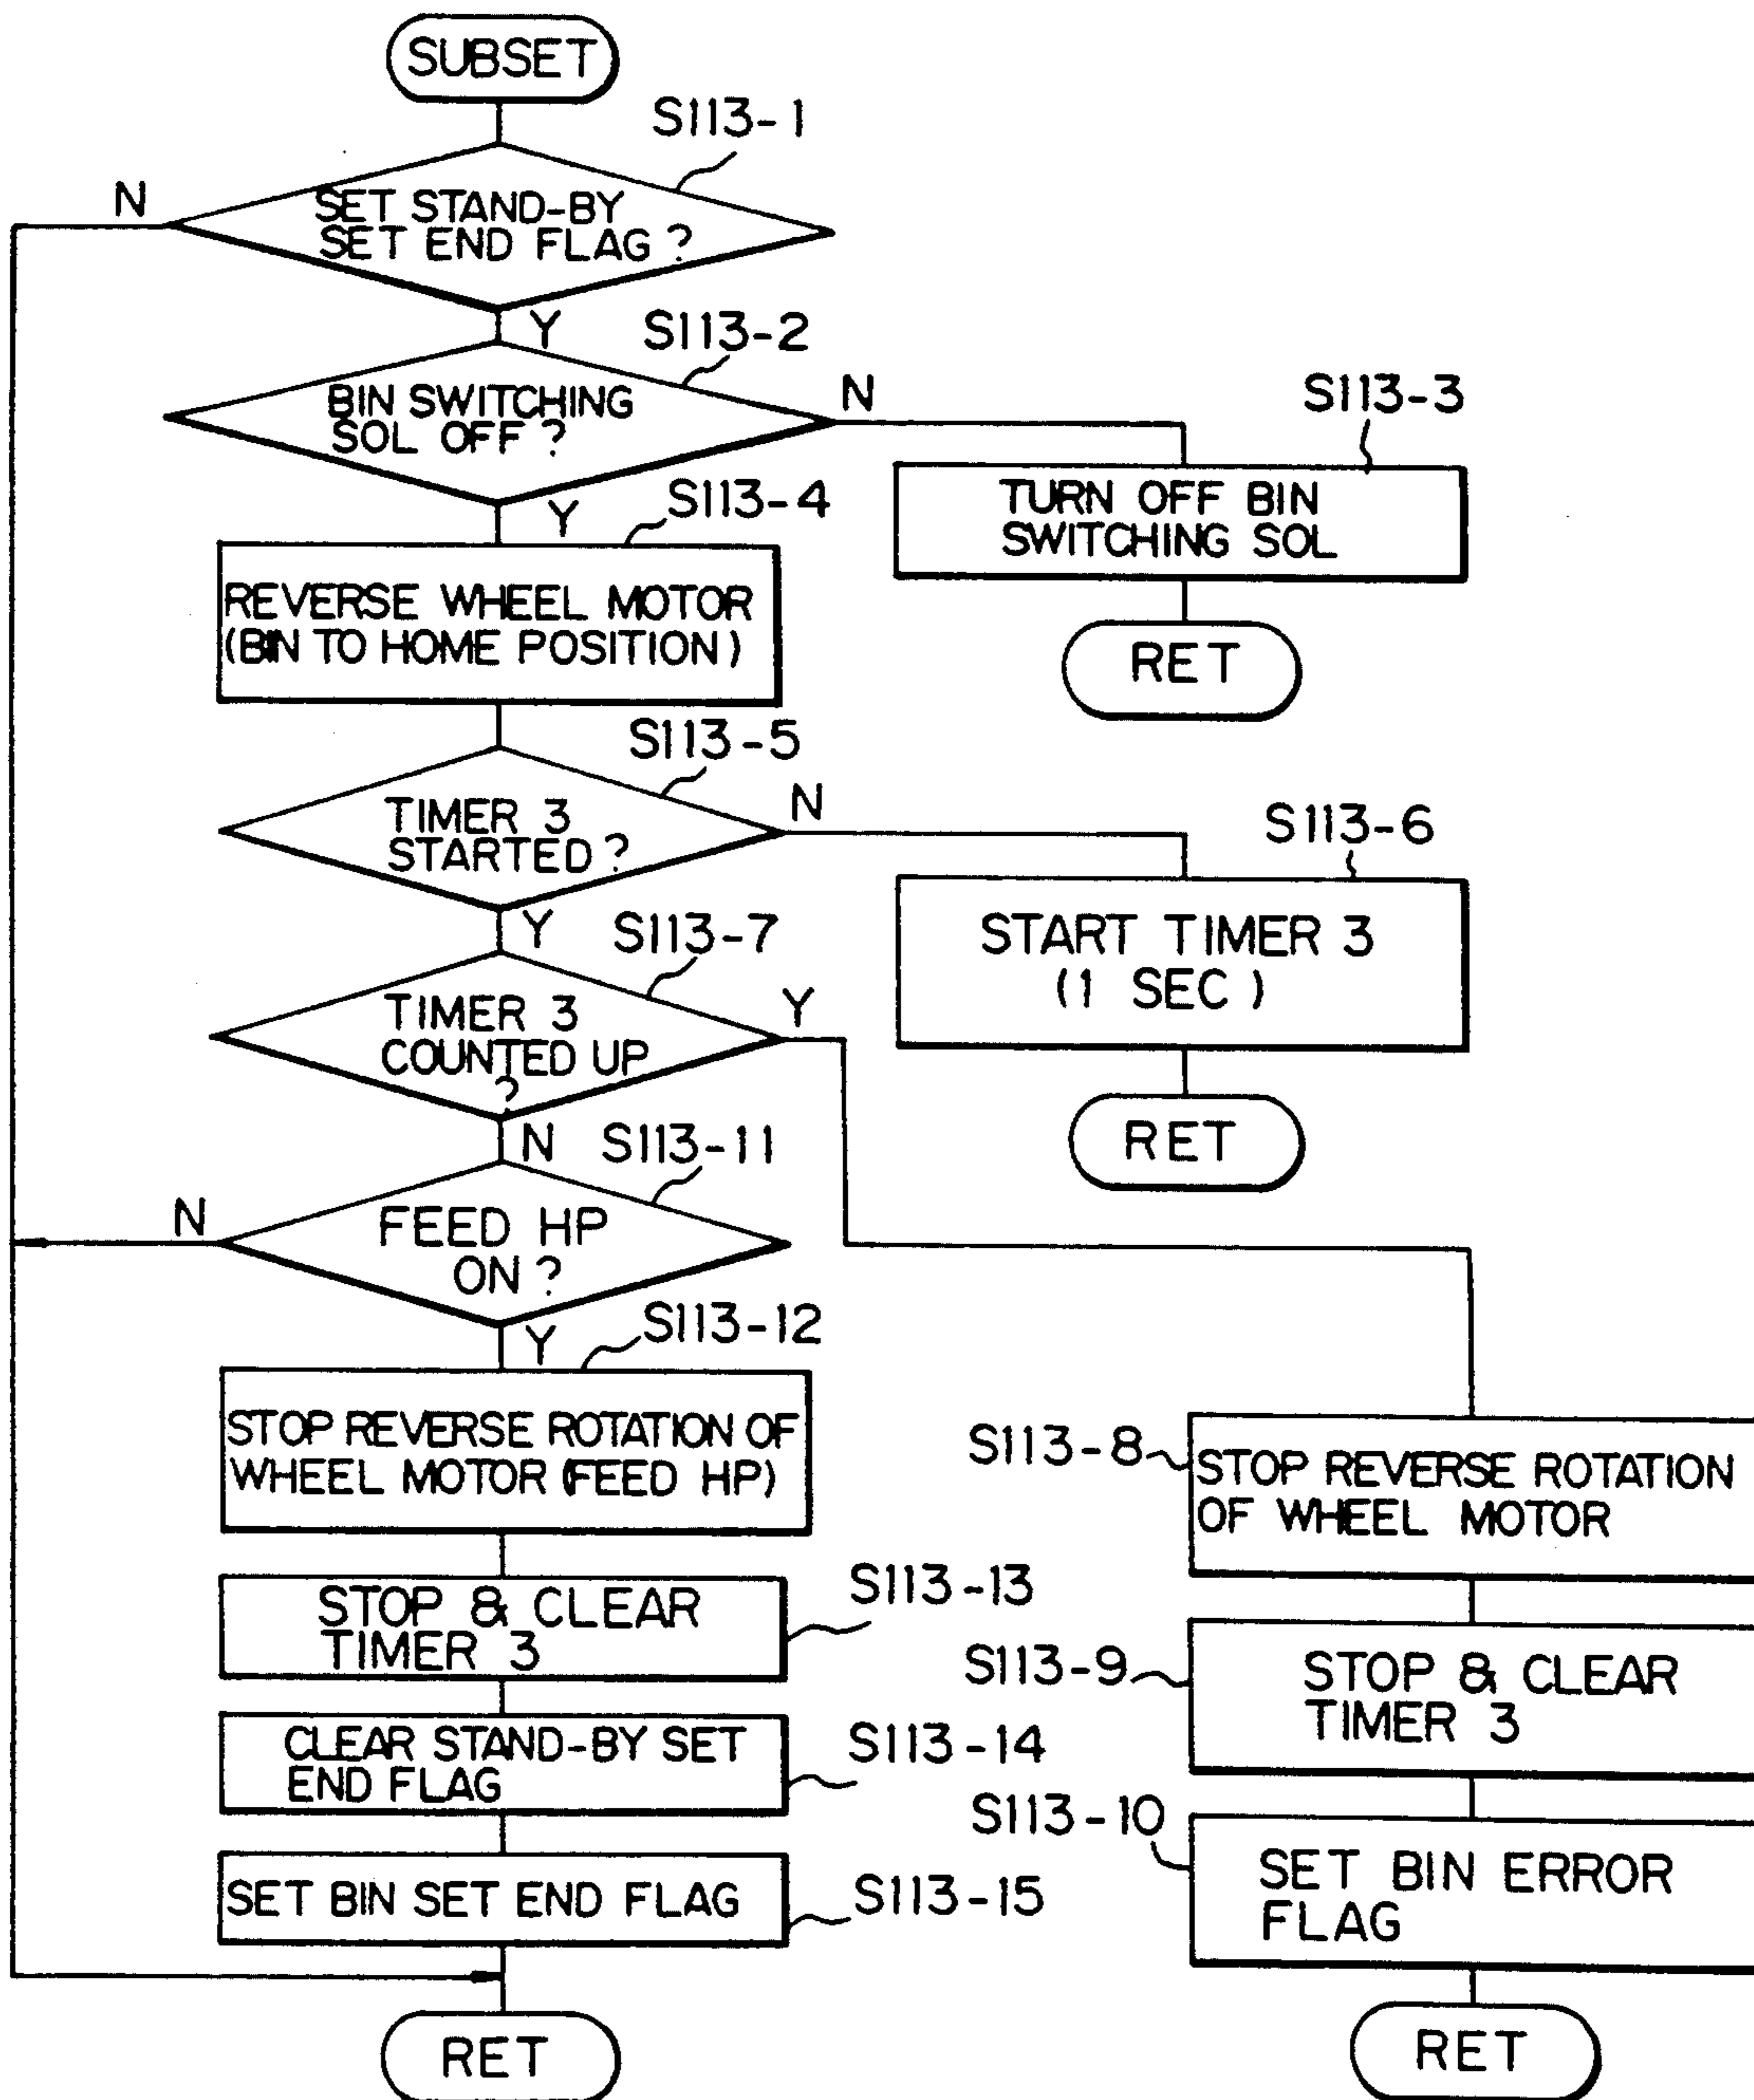 SUBSET
S113-1
N
SET STAND-BY
SET END FLAG ?
Y
S113-2
BIN SWITCHING
SOL OFF ?
N
S113-3
TURN OFF BIN
SWITCHING SOL
RET
Y
S113-4
REVERSE WHEEL MOTOR
(BIN TO HOME POSITION)
S113-5
TIMER 3
STARTED ?
N
S113-6
START TIMER 3
(1 SEC)
RET
Y
S113-7
TIMER 3
COUNTED UP
?
Y
N
S113-11
N
FEED HP
ON ?
Y
S113-12
STOP REVERSE ROTATION OF
WHEEL MOTOR (FEED HP)
S113-13
STOP & CLEAR
TIMER 3
S113-14
CLEAR STAND-BY SET
END FLAG
S113-15
SET BIN SET END FLAG
RET
S113-8
STOP REVERSE ROTATION
OF WHEEL MOTOR
S113-9
STOP & CLEAR
TIMER 3
S113-10
SET BIN ERROR
FLAG
RET